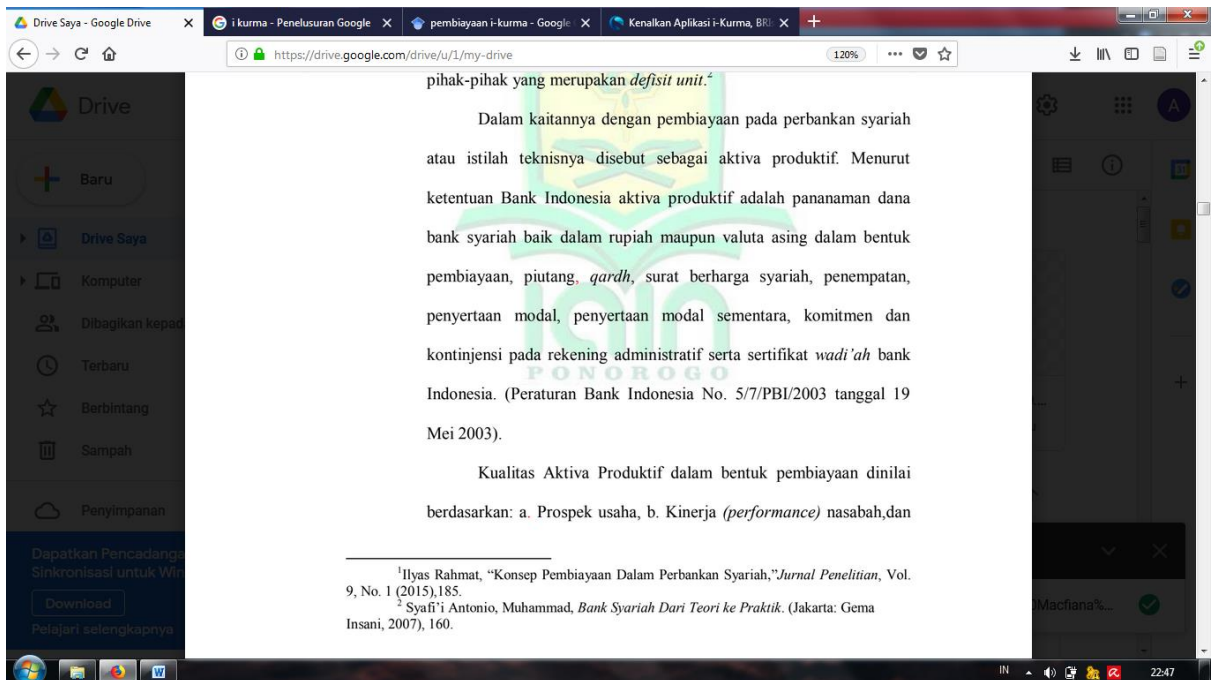 Drive Saya - Google Drive
i kurma - Penelusuran Google
pembiayaan i-kurma - Google
Kenalkan Aplikasi i-Kurma, BRIs
https://drive.google.com/drive/u/1/my-drive
120%
Drive
A
Baru
Drive Saya
Komputer
Dibagikan kepad
Terbaru
Berbintang
Sampah
Penyimpanan
Dapatkan Pencadanga
Sinkronisasi untuk Win
Download
Pelajari selengkapnya
pihak-pihak yang merupakan defisit unit.²
Dalam kaitannya dengan pembiayaan pada perbankan syariah
atau istilah teknisnya disebut sebagai aktiva produktif. Menurut
ketentuan Bank Indonesia aktiva produktif adalah pananaman dana
bank syariah baik dalam rupiah maupun valuta asing dalam bentuk
pembiayaan, piutang, qardh, surat berharga syariah, penempatan,
penyertaan modal, penyertaan modal sementara, komitmen dan
kontinjensi pada rekening administratif serta sertifikat wadi’ah bank
Indonesia. (Peraturan Bank Indonesia No. 5/7/PBI/2003 tanggal 19
Mei 2003).
Kualitas Aktiva Produktif dalam bentuk pembiayaan dinilai
berdasarkan: a. Prospek usaha, b. Kinerja (performance) nasabah,dan
iain
PONOROGO
¹Ilyas Rahmat, “Konsep Pembiayaan Dalam Perbankan Syariah,”Jurnal Penelitian, Vol.
9, No. 1 (2015),185.
² Syafi’i Antonio, Muhammad, Bank Syariah Dari Teori ke Praktik. (Jakarta: Gema
Insani, 2007), 160.
Macfiana%...
IN
22:47